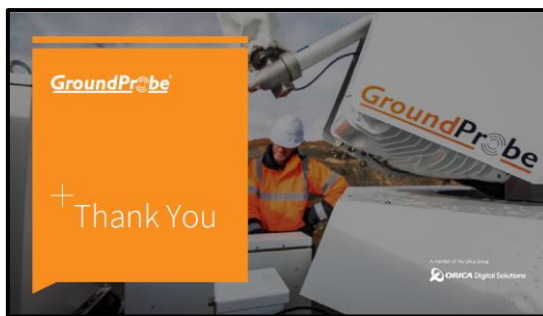 GroundProbe®
Thank You
GroundProbe
A member of the Orica Group
ORICA Digital Solutions